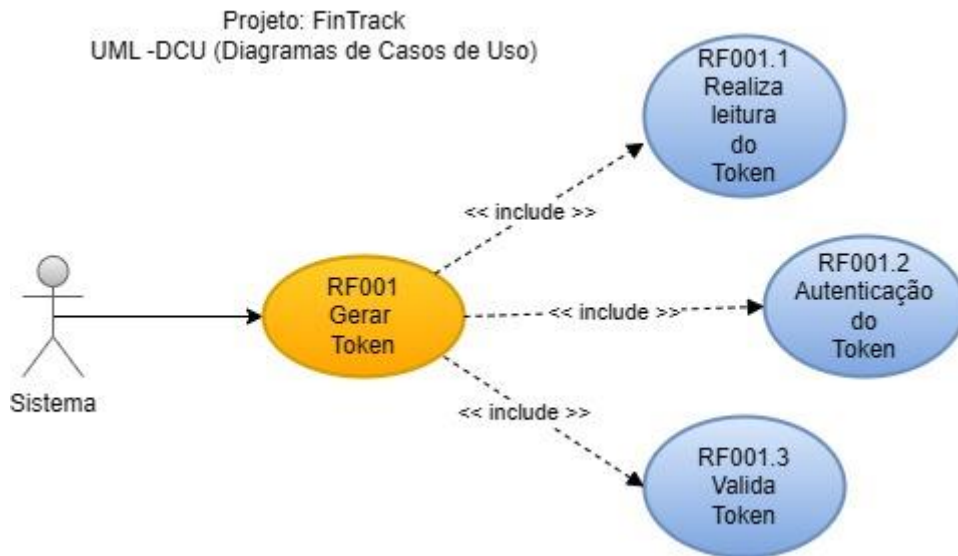 Projeto: FinTrack
UML -DCU (Diagramas de Casos de Uso)
RF001.1
Realiza
leitura
do
Token
<< include >>
RF001
Gerar
Token
<< include >>
RF001.2
Autenticação
do
Token
Sistema
<< include >>
RF001.3
Valida
Token